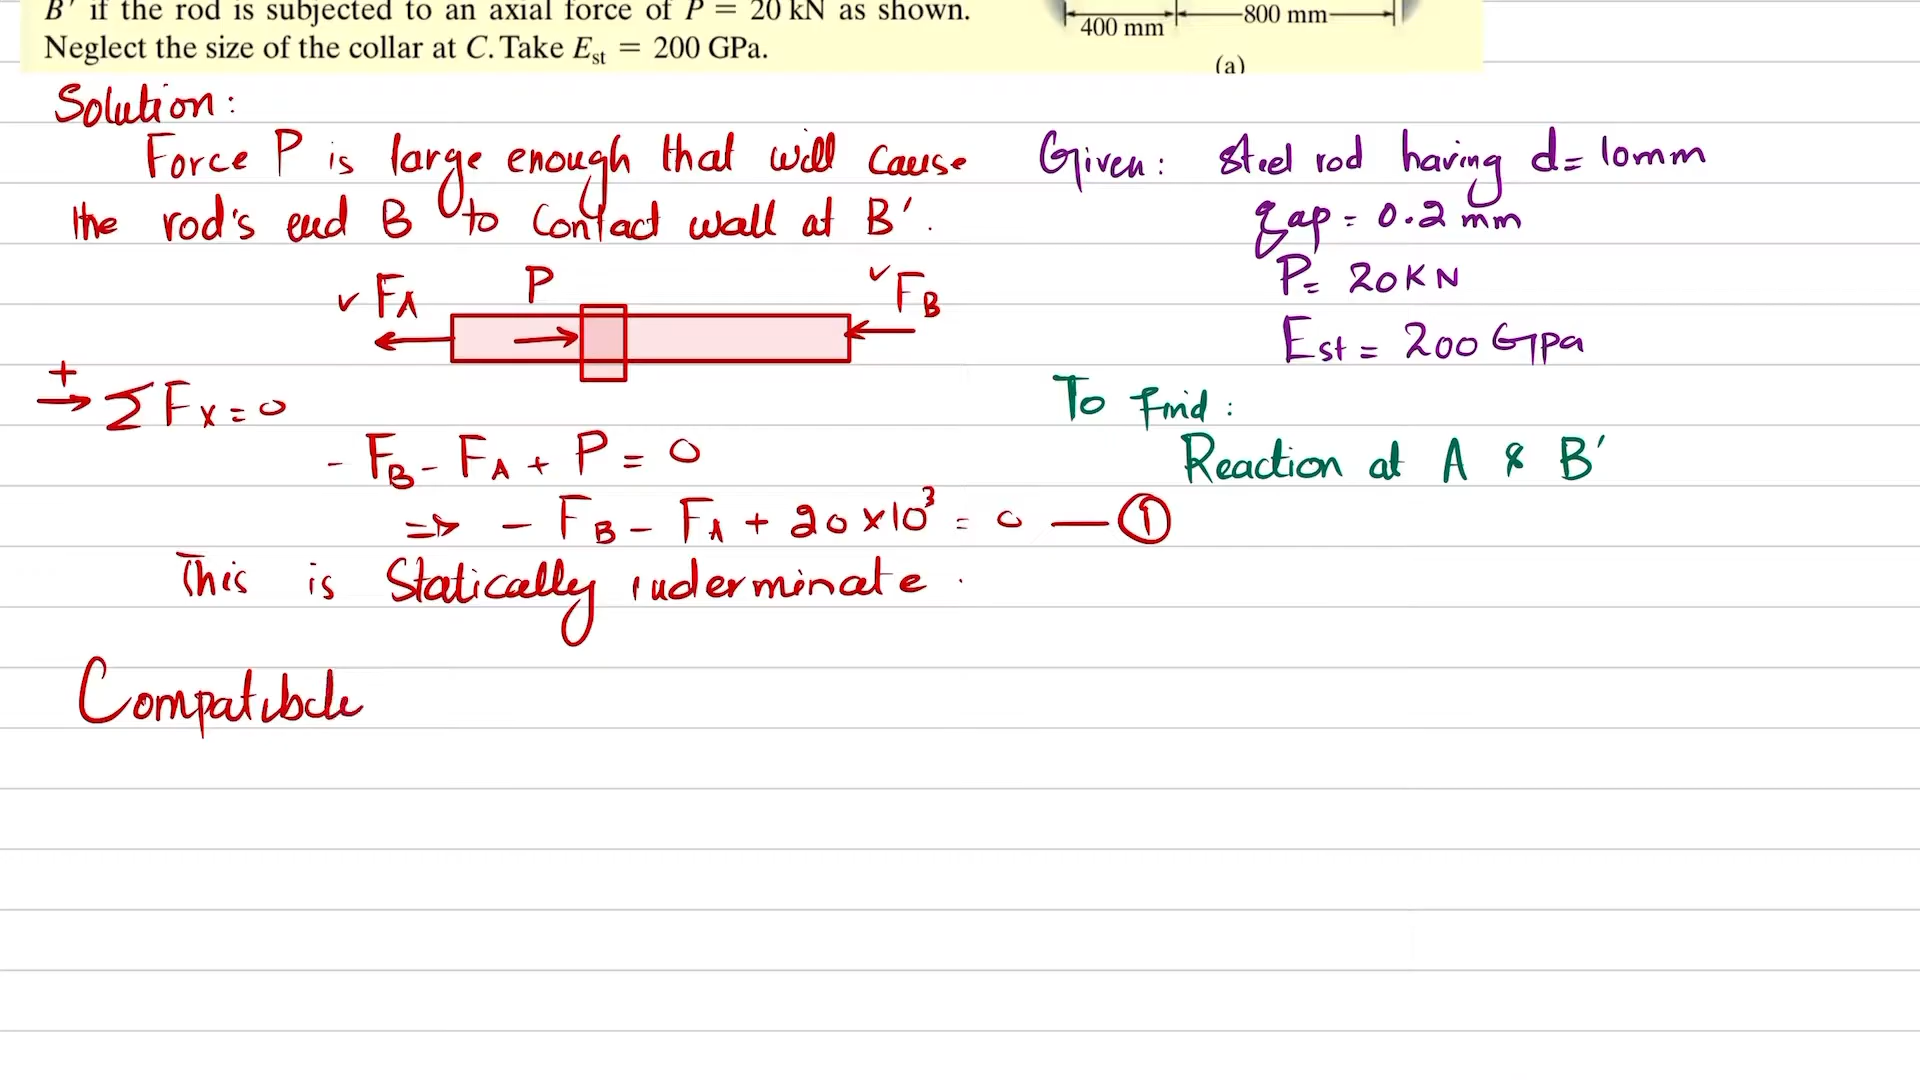 B′ if the rod is subjected to an axial force of P = 20 kN as shown.
Neglect the size of the collar at C. Take Est = 200 GPa.
400 mm
800 mm
(a)
Solution:
Force P is large enough that will cause
the rod's end B to contact wall at B'.
FA
P
FB
+
→ ΣFx=0
- FB - FA + P = 0
=> - FB - FA + 20 x10³ = 0 — ①
This is statically inderminate.
Given: steel rod having d= 10mm
gap = 0.2 mm
P= 20KN
Est = 200 Gpa
To find:
Reaction at A & B'